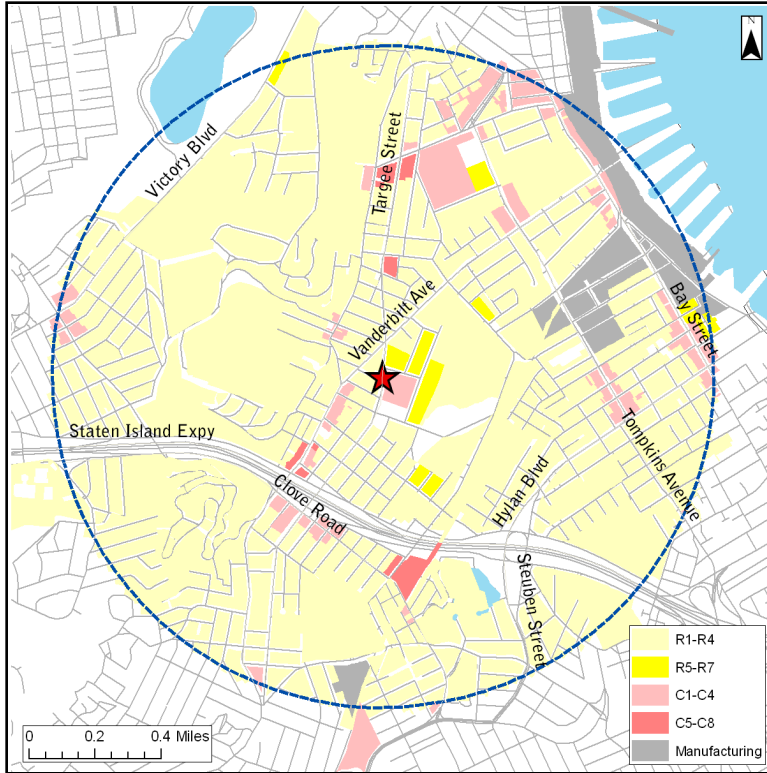 N
Victory Blvd
Targee Street
Vanderbilt Ave
Bay Street
Staten Island Expy
Tompkins Avenue
Hylan Blvd
Clove Road
Steuben Street
R1-R4
R5-R7
C1-C4
C5-C8
Manufacturing
0 0.2 0.4 Miles